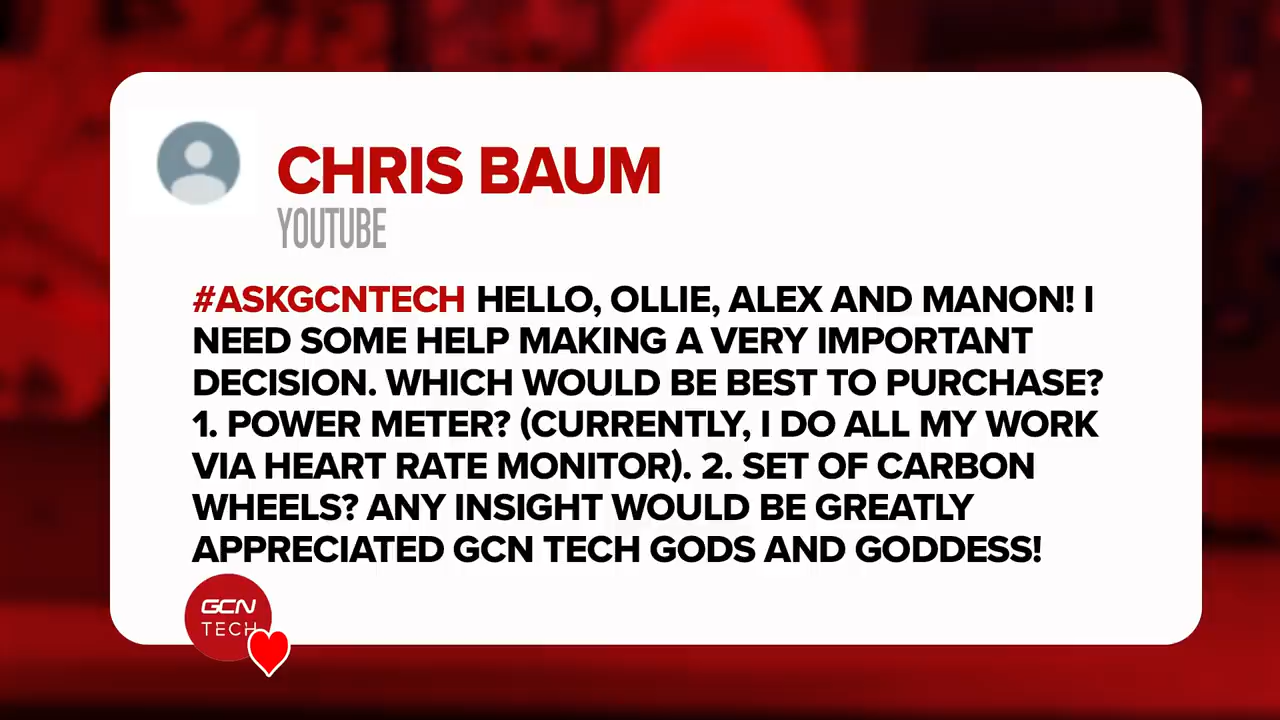 CHRIS BAUM
YOUTUBE
#ASKGCNTECH HELLO, OLLIE, ALEX AND MANON! I
NEED SOME HELP MAKING A VERY IMPORTANT
DECISION. WHICH WOULD BE BEST TO PURCHASE?
1. POWER METER? (CURRENTLY, I DO ALL MY WORK
VIA HEART RATE MONITOR). 2. SET OF CARBON
WHEELS? ANY INSIGHT WOULD BE GREATLY
APPRECIATED GCN TECH GODS AND GODDESS!
GCN
TECH